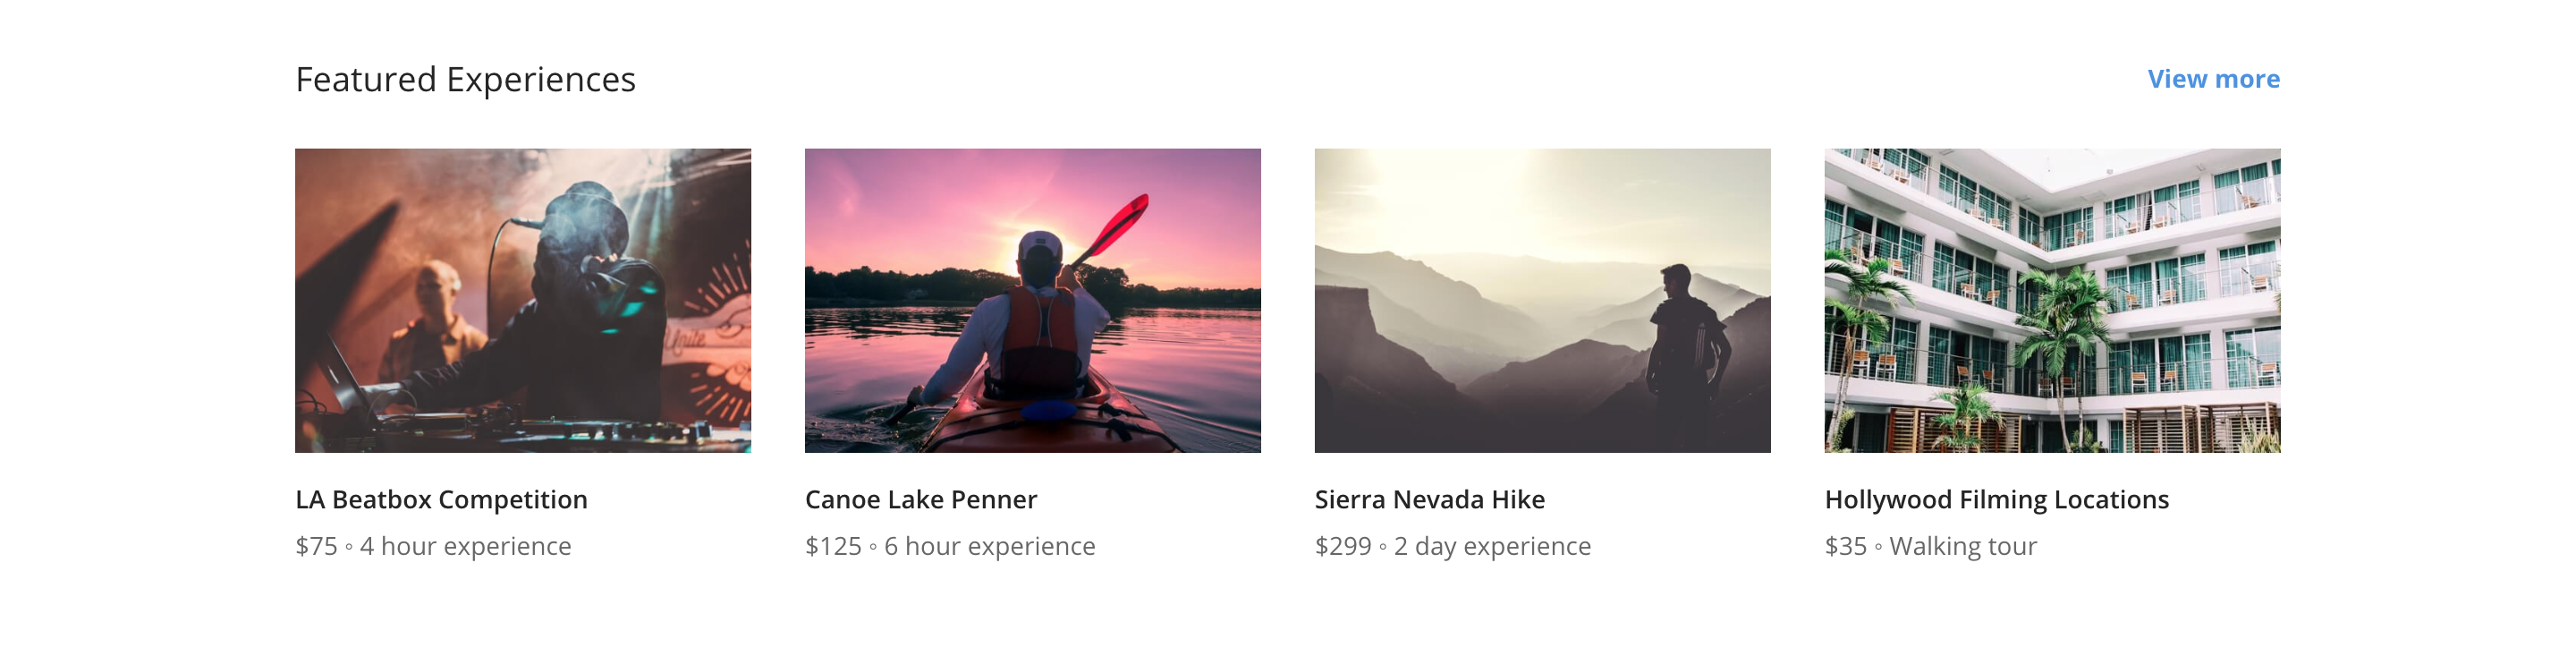 Featured Experiences
View more
Unite
LA Beatbox Competition
Canoe Lake Penner
Sierra Nevada Hike
Hollywood Filming Locations
$75 ◦ 4 hour experience
$125 ◦ 6 hour experience
$299 ◦ 2 day experience
$35 ◦ Walking tour